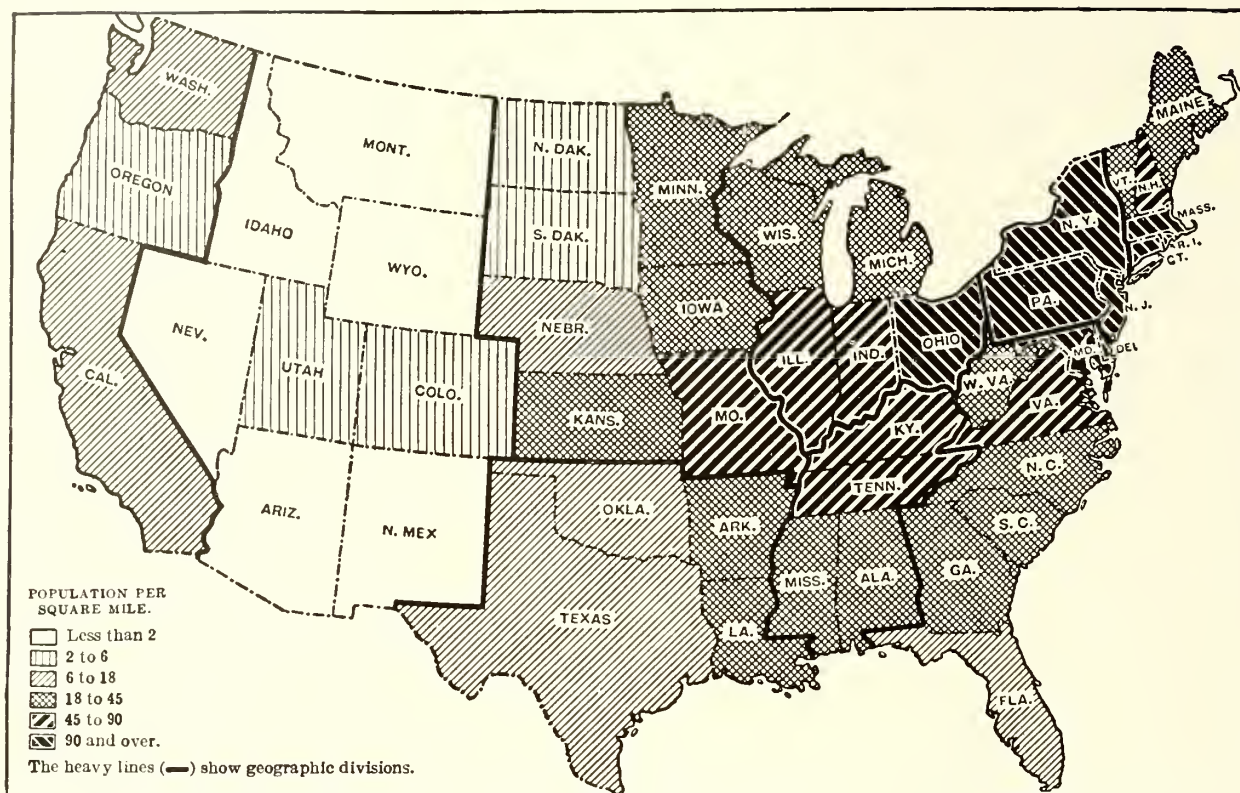 WASH.
MONT.
N. DAK.
MINN.
MAINE
OREGON
IDAHO
S. DAK.
WIS.
MICH.
VT.
N.H.
N.Y.
MASS.
R.I.
CT.
WYO.
NEBR.
IOWA
PA.
N.J.
NEV.
UTAH
COLO.
ILL.
IND.
OHIO
MD.
DEL
CAL.
KANS.
MO.
KY.
W. VA.
VA.
ARIZ.
N. MEX
OKLA.
ARK.
TENN.
N.C.
S.C.
TEXAS
LA.
MISS.
ALA.
GA.
FLA.
POPULATION PER
SQUARE MILE.
Less than 2
2 to 6
6 to 18
18 to 45
45 to 90
90 and over.
The heavy lines (▬) show geographic divisions.